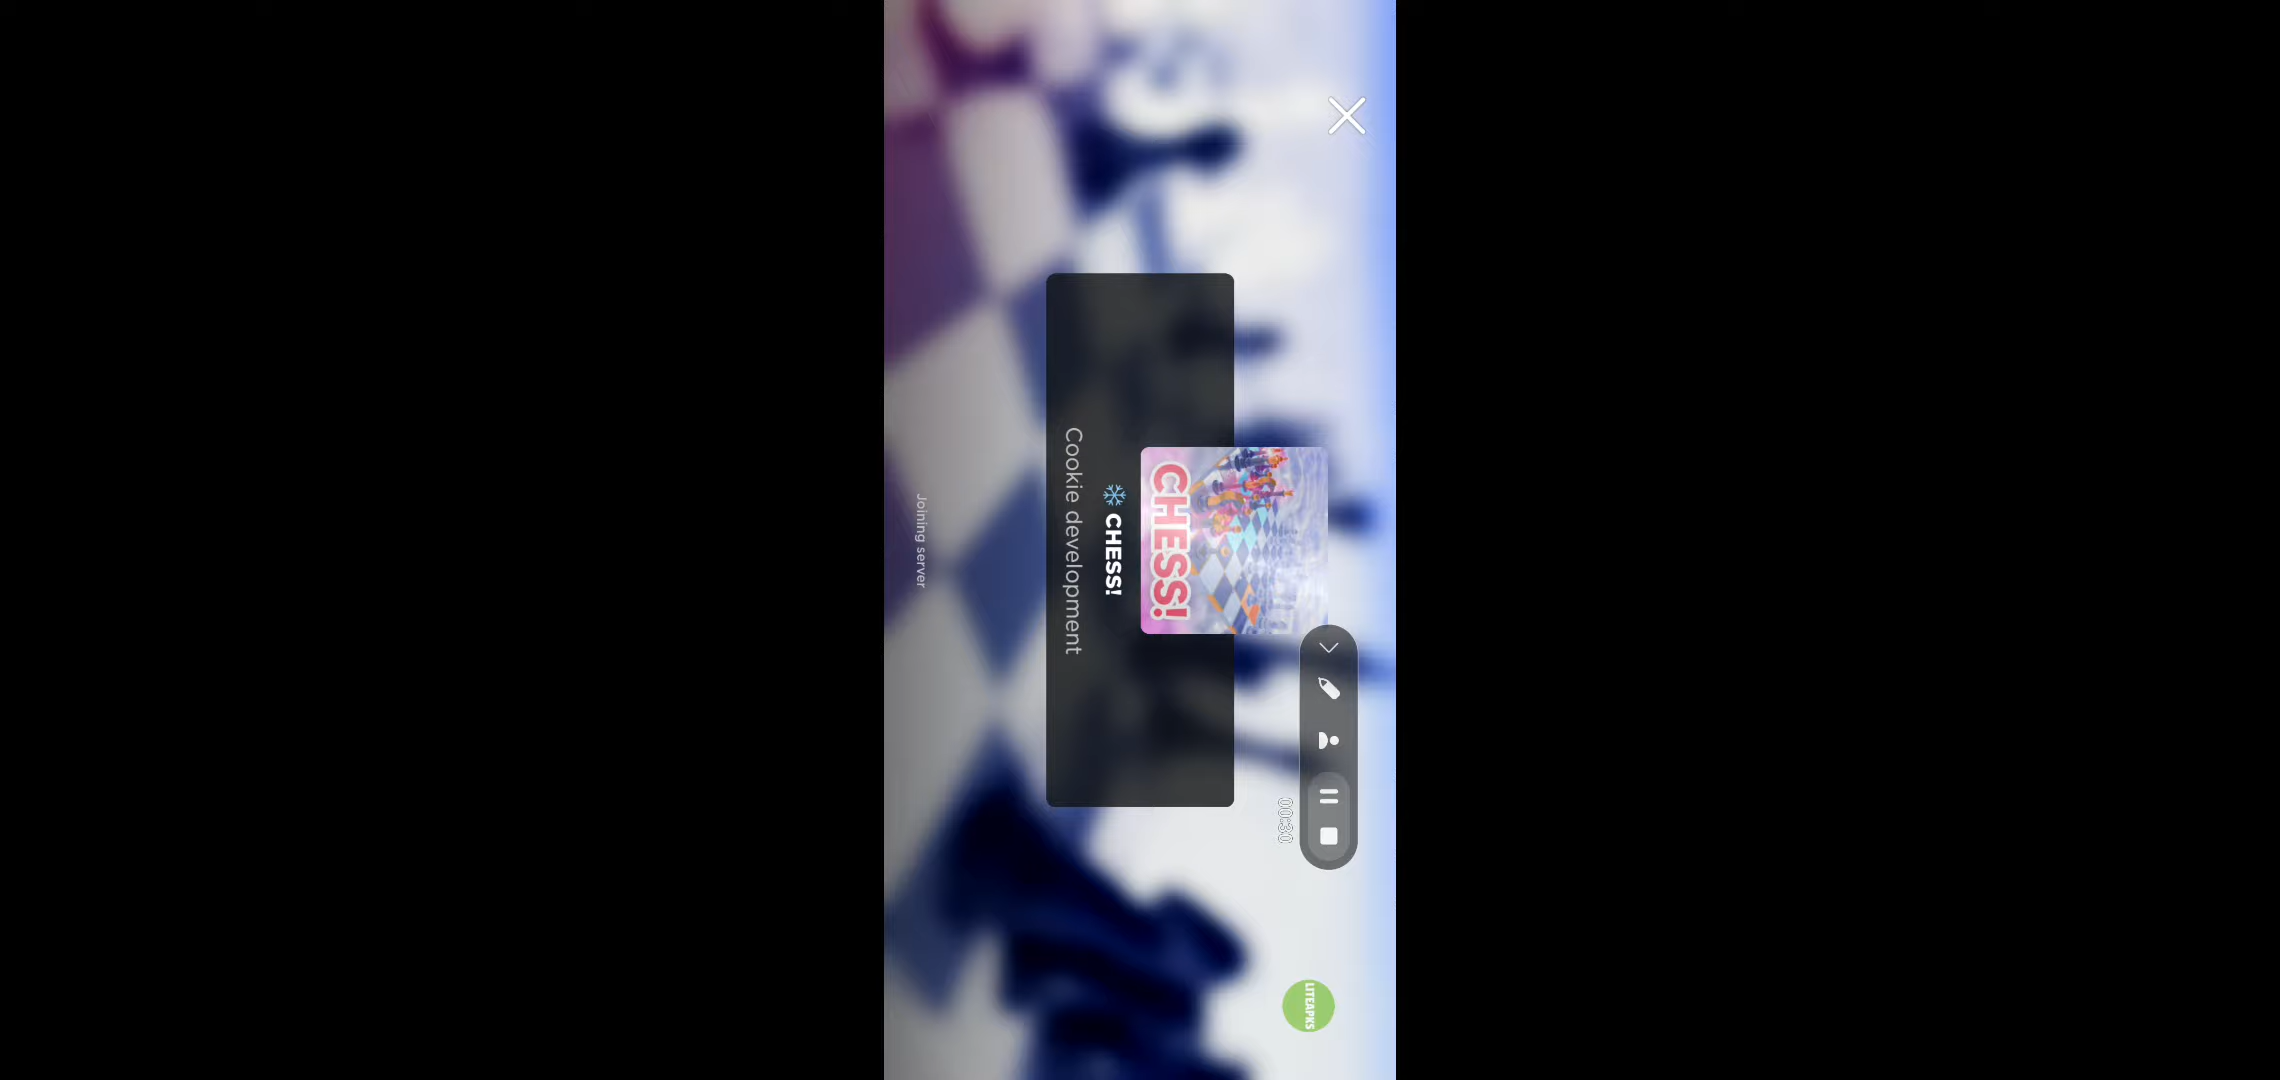 CHESS!
❄ CHESS!
Cookie development
Joining server
00:30
LITEAPKS